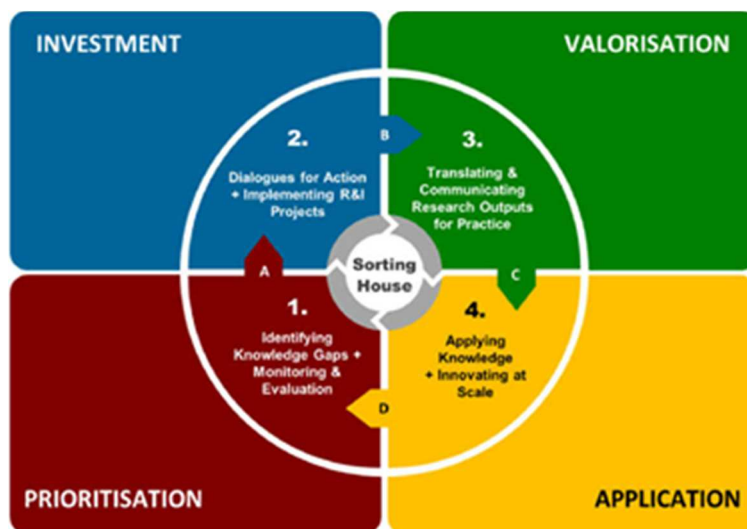 INVESTMENT
VALORISATION
2.
Dialogues for Action
+ Implementing R&I
Projects
B
3.
Translating &
Communicating
Research Outputs
for Practice
A
Sorting
House
C
1.
Identifying
Knowledge Gaps +
Monitoring &
Evaluation
4.
Applying
Knowledge
+ Innovating at
Scale
D
PRIORITISATION
APPLICATION